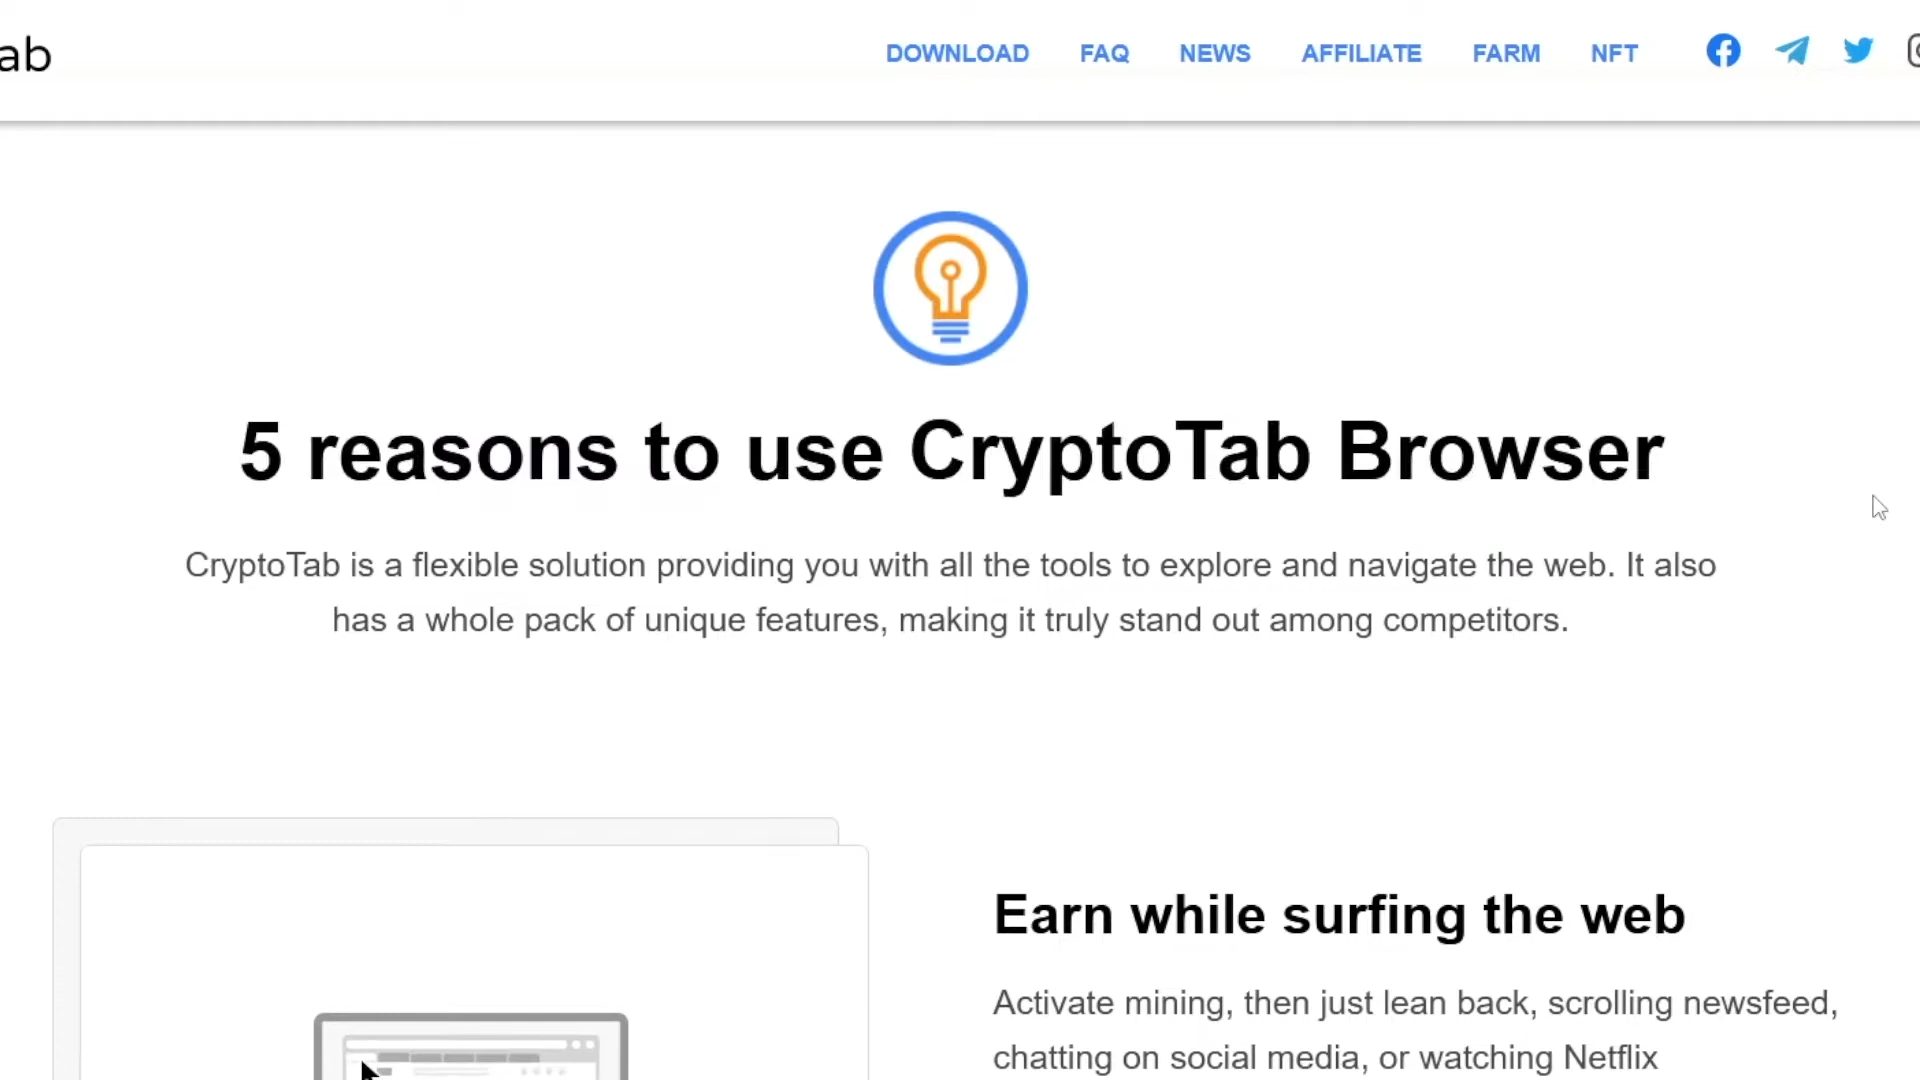 ab
DOWNLOAD FAQ NEWS AFFILIATE FARM NFT
5 reasons to use CryptoTab Browser
CryptoTab is a flexible solution providing you with all the tools to explore and navigate the web. It also
has a whole pack of unique features, making it truly stand out among competitors.
Earn while surfing the web
Activate mining, then just lean back, scrolling newsfeed,
chatting on social media, or watching Netflix